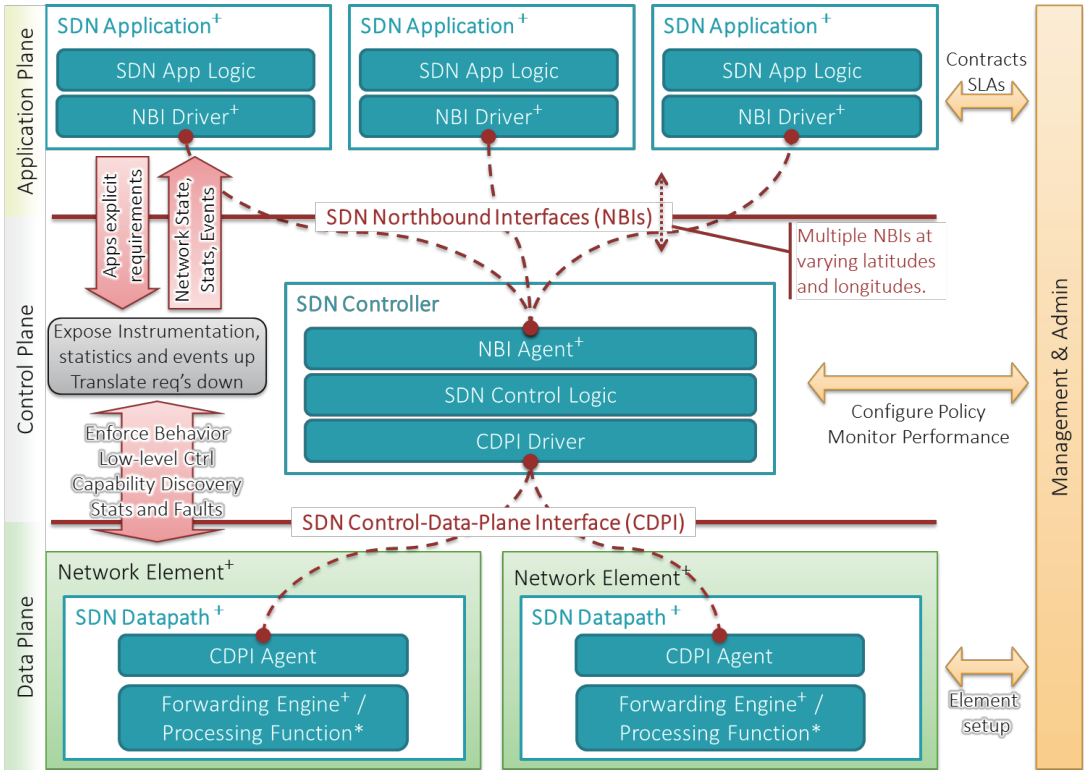 Application Plane
SDN Application+
SDN App Logic
NBI Driver+
SDN Application+
SDN App Logic
NBI Driver+
SDN Application+
SDN App Logic
NBI Driver+
Contracts
SLAs
Apps explicit
requirements
Network State,
Stats, Events
SDN Northbound Interfaces (NBIs)
Multiple NBIs at
varying latitudes
and longitudes.
Control Plane
Expose Instrumentation,
statistics and events up
Translate req's down
SDN Controller
NBI Agent+
SDN Control Logic
CDPI Driver
Configure Policy
Monitor Performance
Management & Admin
Enforce Behavior
Low-level Ctrl
Capability Discovery
Stats and Faults
SDN Control-Data-Plane Interface (CDPI)
Data Plane
Network Element+
SDN Datapath+
CDPI Agent
Forwarding Engine+ /
Processing Function*
Network Element+
SDN Datapath+
CDPI Agent
Forwarding Engine+ /
Processing Function*
Element
setup